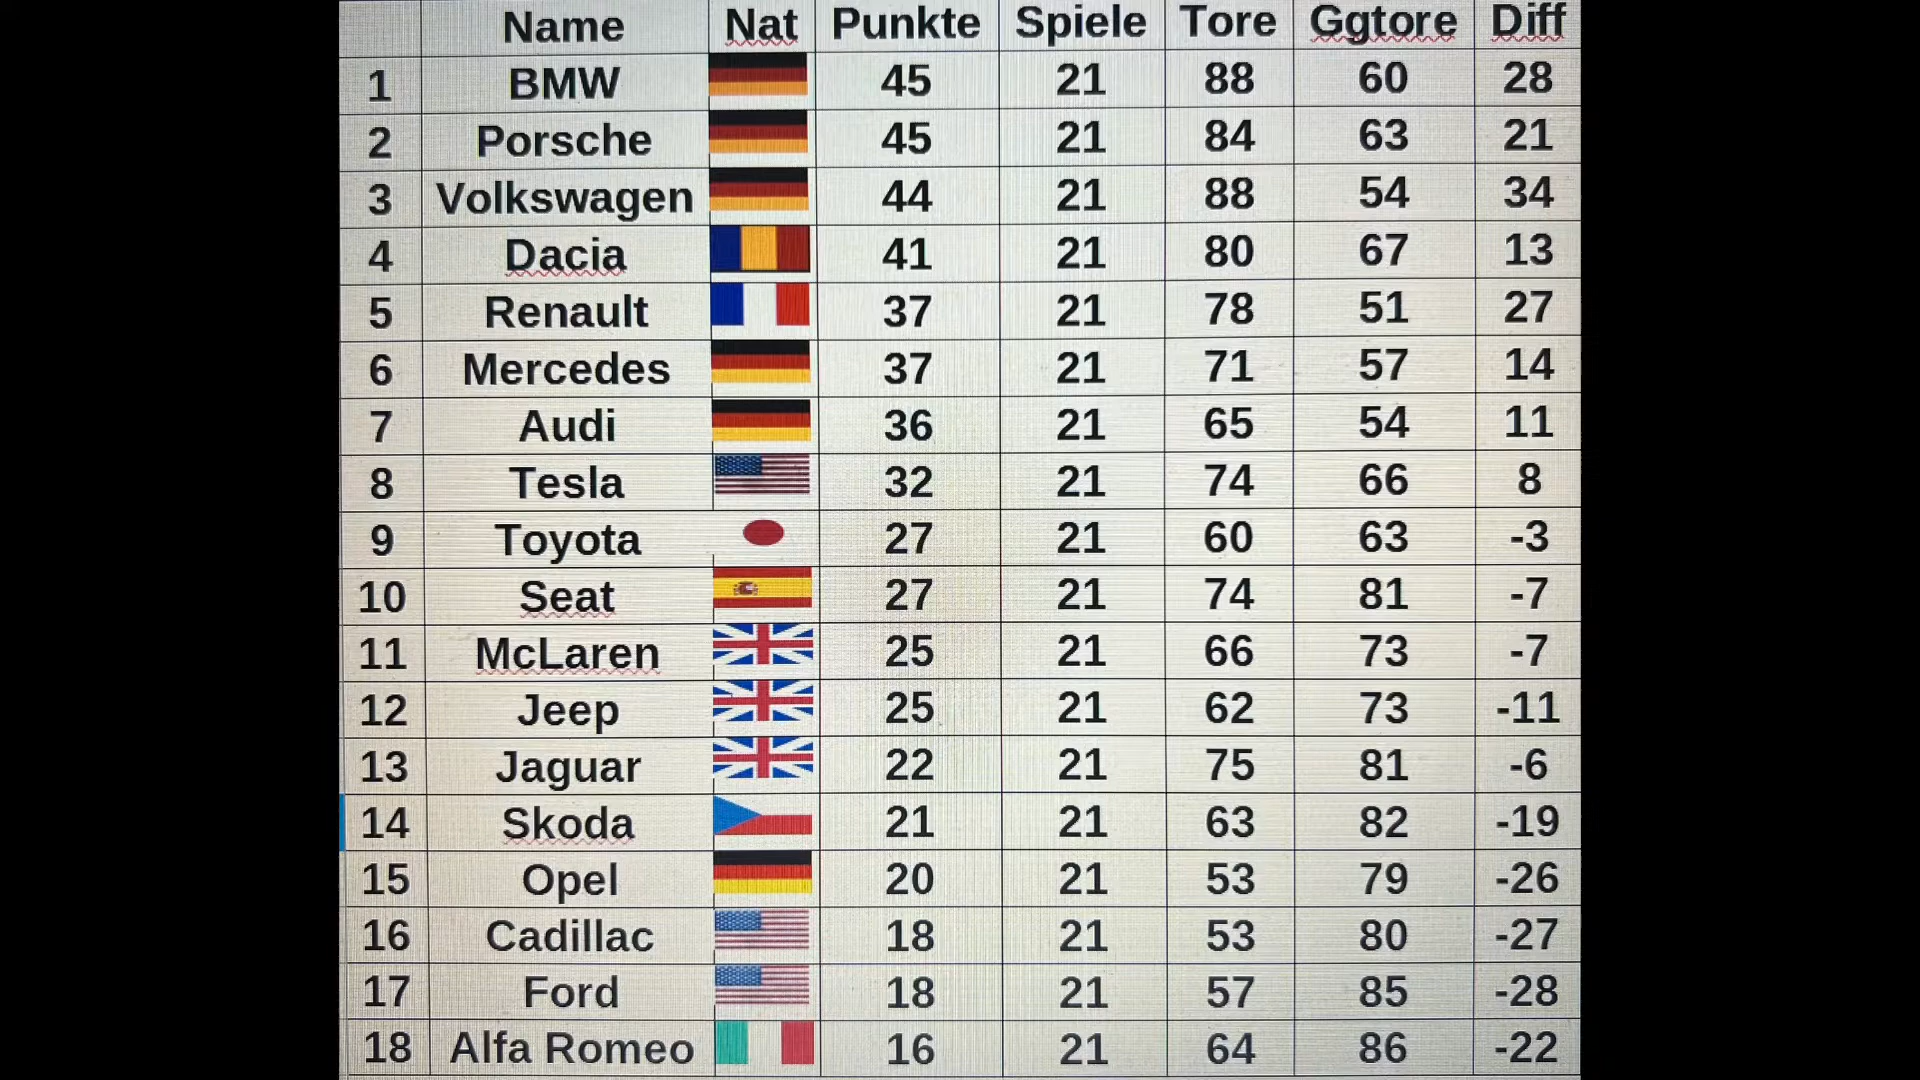 Name Nat Punkte Spiele Tore Ggtore Diff
1 BMW 45 21 88 60 28
2 Porsche 45 21 84 63 21
3 Volkswagen 44 21 88 54 34
4 Dacia 41 21 80 67 13
5 Renault 37 21 78 51 27
6 Mercedes 37 21 71 57 14
7 Audi 36 21 65 54 11
8 Tesla 32 21 74 66 8
9 Toyota 27 21 60 63 -3
10 Seat 27 21 74 81 -7
11 McLaren 25 21 66 73 -7
12 Jeep 25 21 62 73 -11
13 Jaguar 22 21 75 81 -6
14 Skoda 21 21 63 82 -19
15 Opel 20 21 53 79 -26
16 Cadillac 18 21 53 80 -27
17 Ford 18 21 57 85 -28
18 Alfa Romeo 16 21 64 86 -22